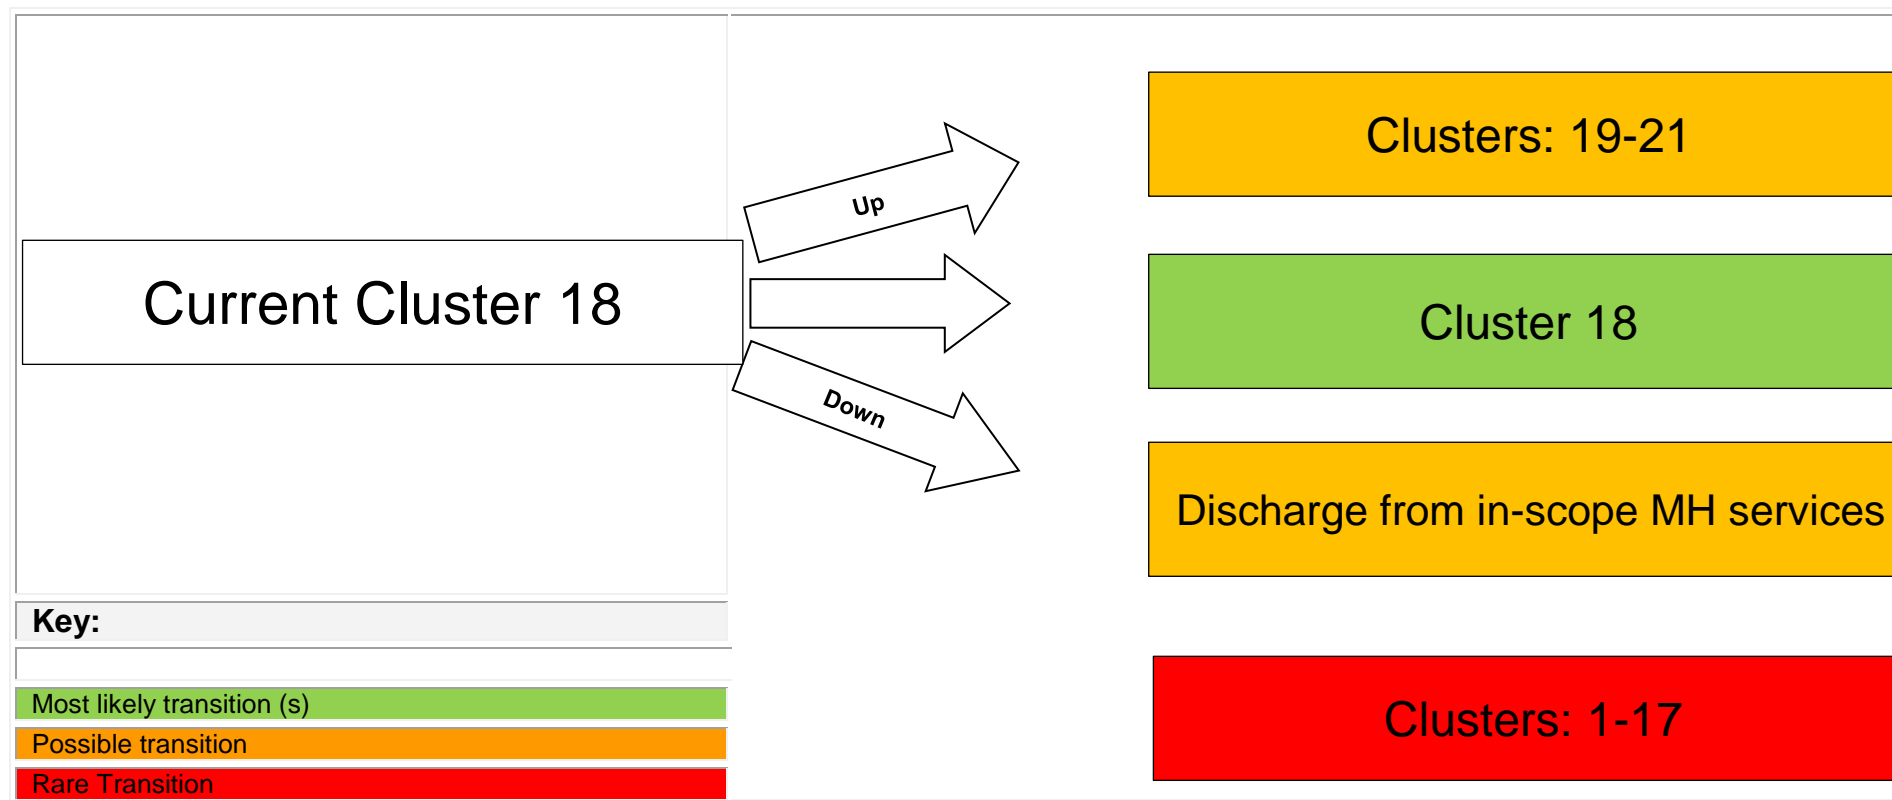 Clusters: 19-21
Up
Current Cluster 18
Cluster 18
Down
Discharge from in-scope MH services
Key:
Most likely transition (s)
Possible transition
Rare Transition
Clusters: 1-17